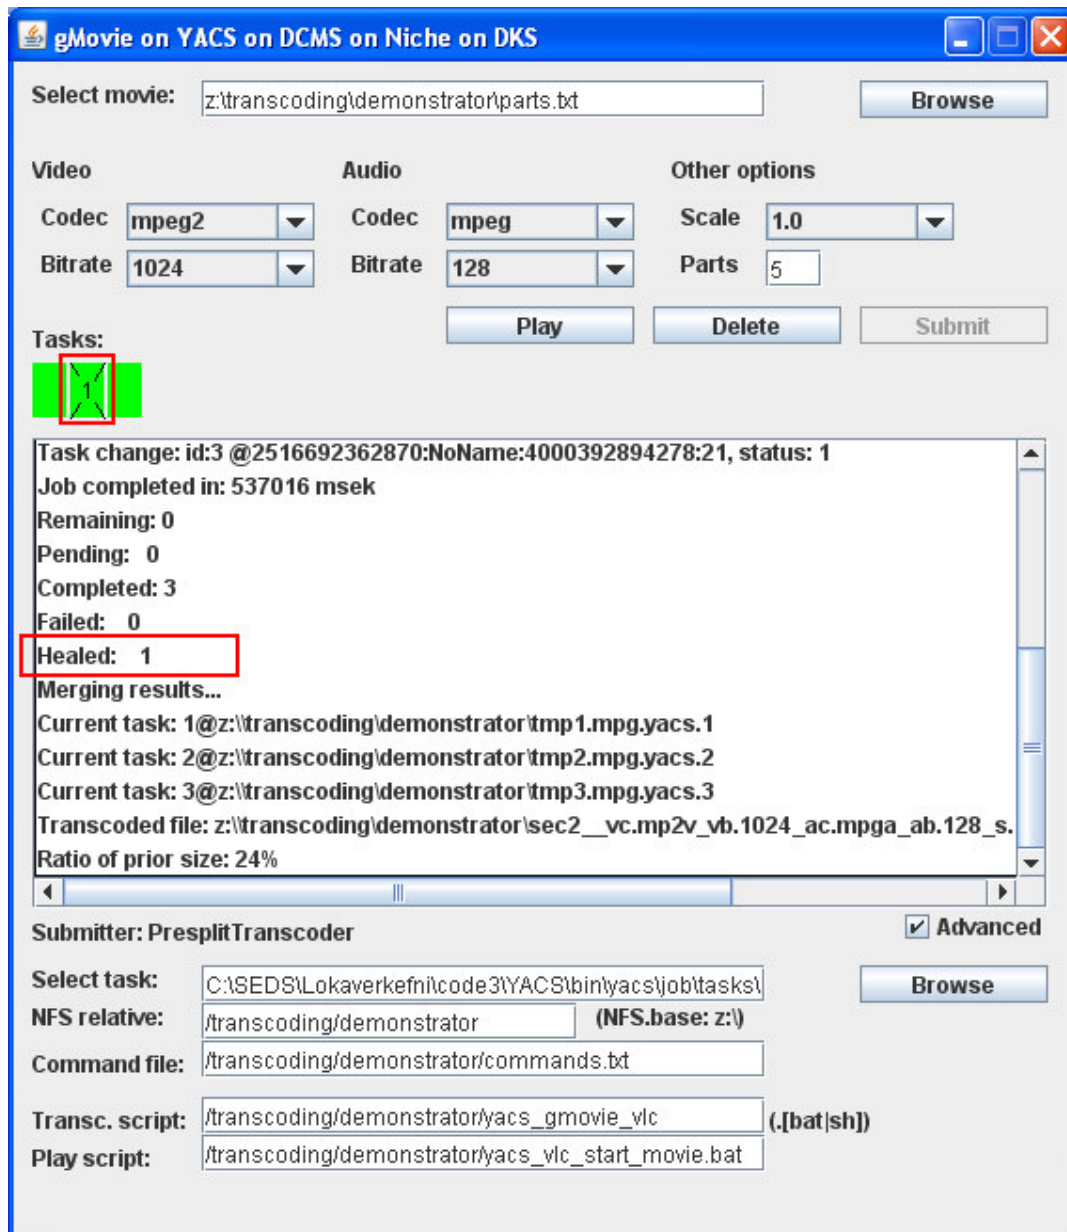 gMovie on YACS on DCMS on Niche on DKS
Select movie: z:\transcoding\demonstrator\parts.txt Browse
Video Audio Other options
Codec mpeg2 Codec mpeg Scale 1.0
Bitrate 1024 Bitrate 128 Parts 5
Play Delete Submit
Tasks:
1
Task change: id:3 @2516692362870:NoName:4000392894278:21, status: 1
Job completed in: 537016 msek
Remaining: 0
Pending: 0
Completed: 3
Failed: 0
Healed: 1
Merging results...
Current task: 1@z:\\transcoding\demonstrator\tmp1.mpg.yacs.1
Current task: 2@z:\\transcoding\demonstrator\tmp2.mpg.yacs.2
Current task: 3@z:\\transcoding\demonstrator\tmp3.mpg.yacs.3
Transcoded file: z:\\transcoding\demonstrator\sec2__vc.mp2v_vb.1024_ac.mpga_ab.128_s.
Ratio of prior size: 24%
Submitter: PresplitTranscoder Advanced
Select task: C:\SEDS\Lokaverkefni\code3\YACS\bin\yacs\job\tasks\ Browse
NFS relative: /transcoding/demonstrator (NFS.base: z:\)
Command file: /transcoding/demonstrator/commands.txt
Transc. script: /transcoding/demonstrator/yacs_gmovie_vlc (.[bat|sh])
Play script: /transcoding/demonstrator/yacs_vlc_start_movie.bat